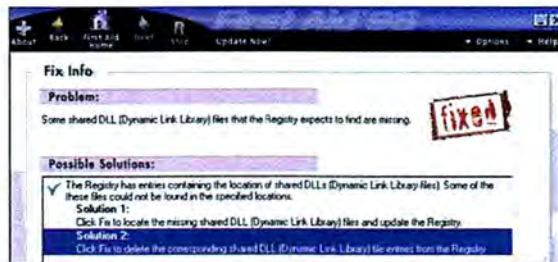 About Back First Aid Home Update Now! Options Help
Fix Info
Problem:
Some shared DLL (Dynamic Link Library) files that the Registry expects to find are missing.
fixed
Possible Solutions:
The Registry has entries containing the location of shared DLLs (Dynamic Link Library files). Some of the
these files could not be found in the specified locations.
Solution 1:
Click Fix to locate the missing shared DLL (Dynamic Link Library) files and update the Registry.
Solution 2:
Click Fix to delete the corresponding shared DLL (Dynamic Link Library) file entries from the Registry